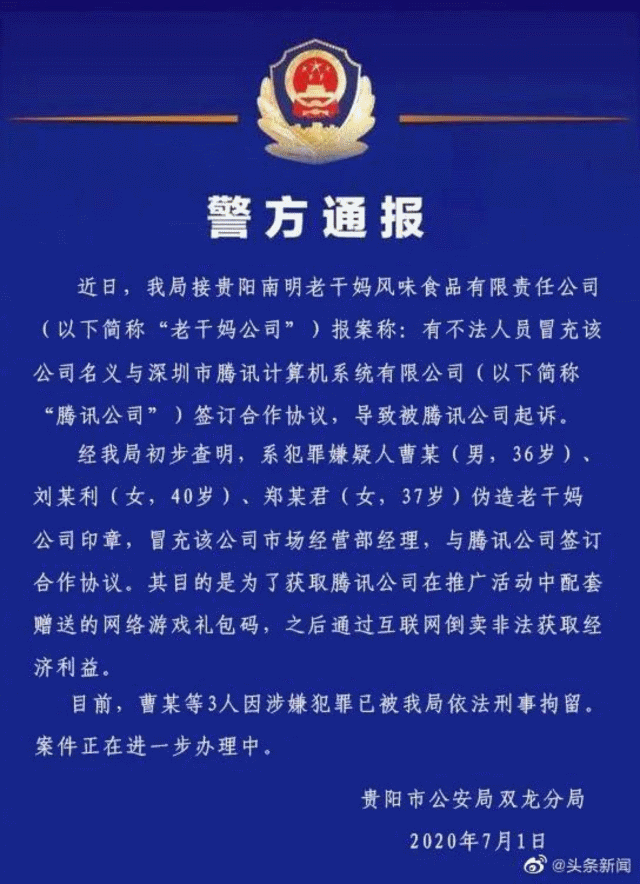 警方通报
近日，我局接贵阳南明老干妈风味食品有限责任公司
（以下简称“老干妈公司”）报案称：有不法人员冒充该
公司名义与深圳市腾讯计算机系统有限公司（以下简称
“腾讯公司”）签订合作协议，导致被腾讯公司起诉。
经我局初步查明，系犯罪嫌疑人曹某（男，36岁）、
刘某利（女，40岁）、郑某君（女，37岁）伪造老干妈
公司印章，冒充该公司市场经营部经理，与腾讯公司签订
合作协议。其目的是为了获取腾讯公司在推广活动中配套
赠送的网络游戏礼包码，之后通过互联网倒卖非法获取经
济利益。
目前，曹某等3人因涉嫌犯罪已被我局依法刑事拘留。
案件正在进一步办理中。
贵阳市公安局双龙分局
2020年7月1日
@头条新闻